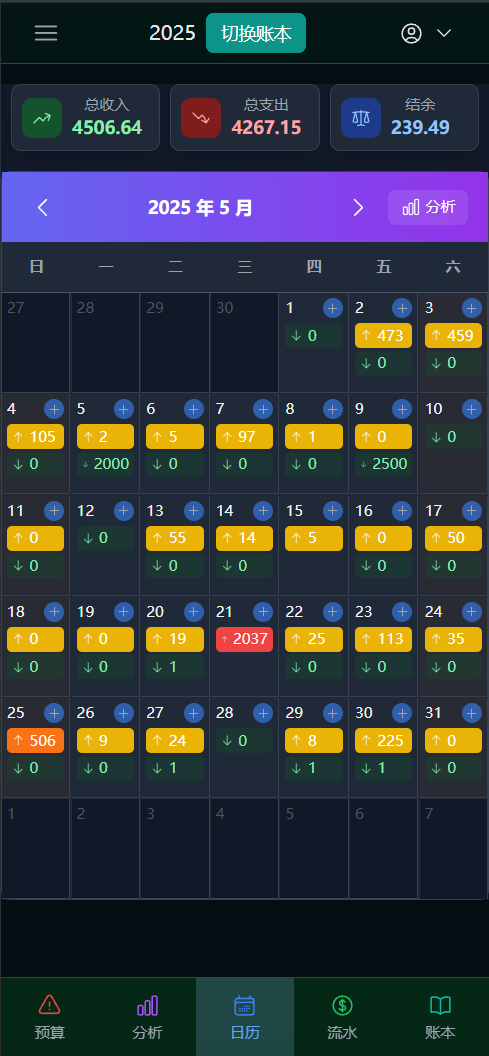 2025 切换账本
总收入 总支出 结余
4506.64 4267.15 239.49
2025 年 5 月 分析
日 一 二 三 四 五 六
27 28 29 30 1 2 3
↓ 0 ↑ 473 ↑ 459
↓ 0 ↓ 0
4 5 6 7 8 9 10
↑ 105 ↑ 2 ↑ 5 ↑ 97 ↑ 1 ↑ 0 ↓ 0
↓ 0 ↓ 2000 ↓ 0 ↓ 0 ↓ 0 ↓ 2500
11 12 13 14 15 16 17
↑ 0 ↓ 0 ↑ 55 ↑ 14 ↑ 5 ↑ 0 ↑ 50
↓ 0 ↓ 0 ↓ 0 ↓ 0 ↓ 0
18 19 20 21 22 23 24
↑ 0 ↑ 0 ↑ 19 ↑ 2037 ↑ 25 ↑ 113 ↑ 35
↓ 0 ↓ 0 ↓ 1 ↓ 0 ↓ 0 ↓ 0
25 26 27 28 29 30 31
↑ 506 ↑ 9 ↑ 24 ↓ 0 ↑ 8 ↑ 225 ↑ 0
↓ 0 ↓ 0 ↓ 1 ↓ 1 ↓ 1 ↓ 0
1 2 3 4 5 6 7
预算 分析 日历 流水 账本